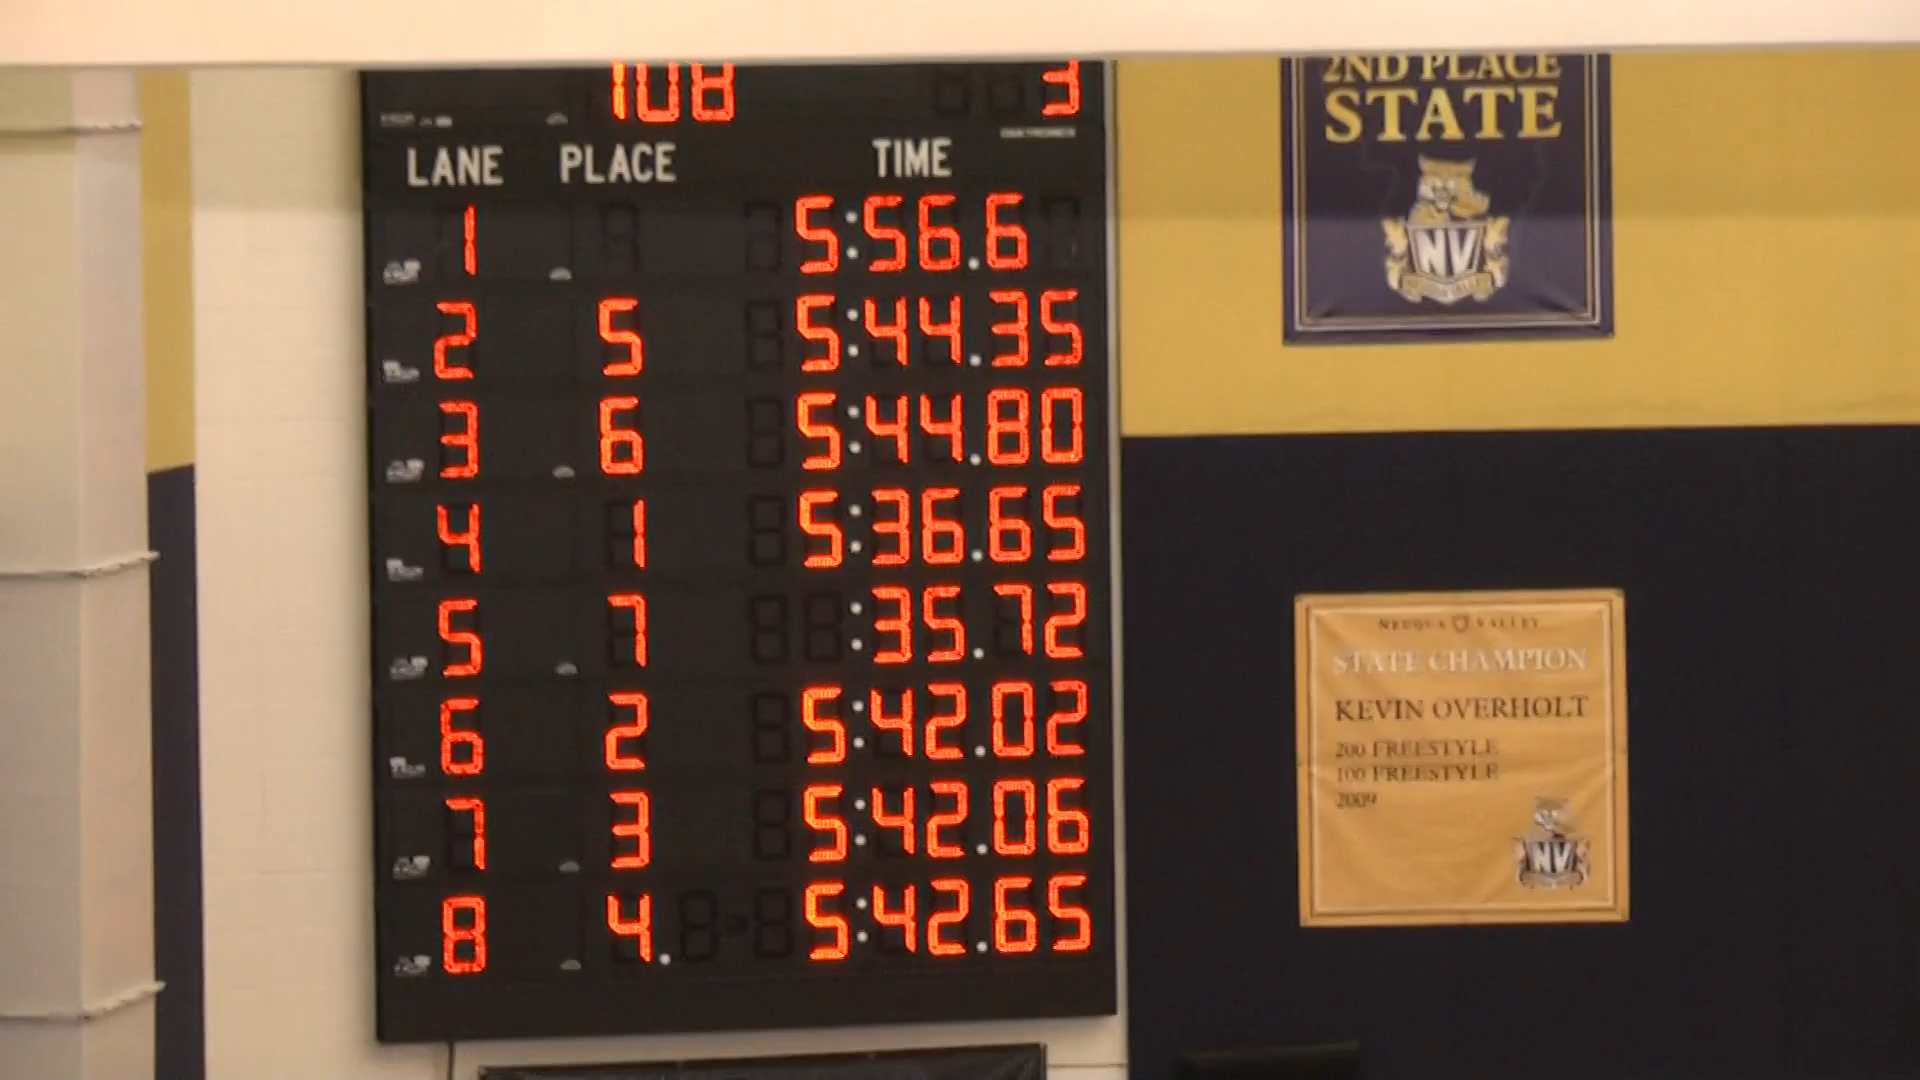 108 3
LANE PLACE TIME
1 5:56.6
2 5 5:44.35
3 6 5:44.80
4 1 5:36.65
5 7 :35.72
6 2 5:42.02
7 3 5:42.06
8 4. 5:42.65
2ND PLACE
STATE
NV
NEUQUA VALLEY
STATE CHAMPION
KEVIN OVERHOLT
200 FREESTYLE
100 FREESTYLE
2009
NV